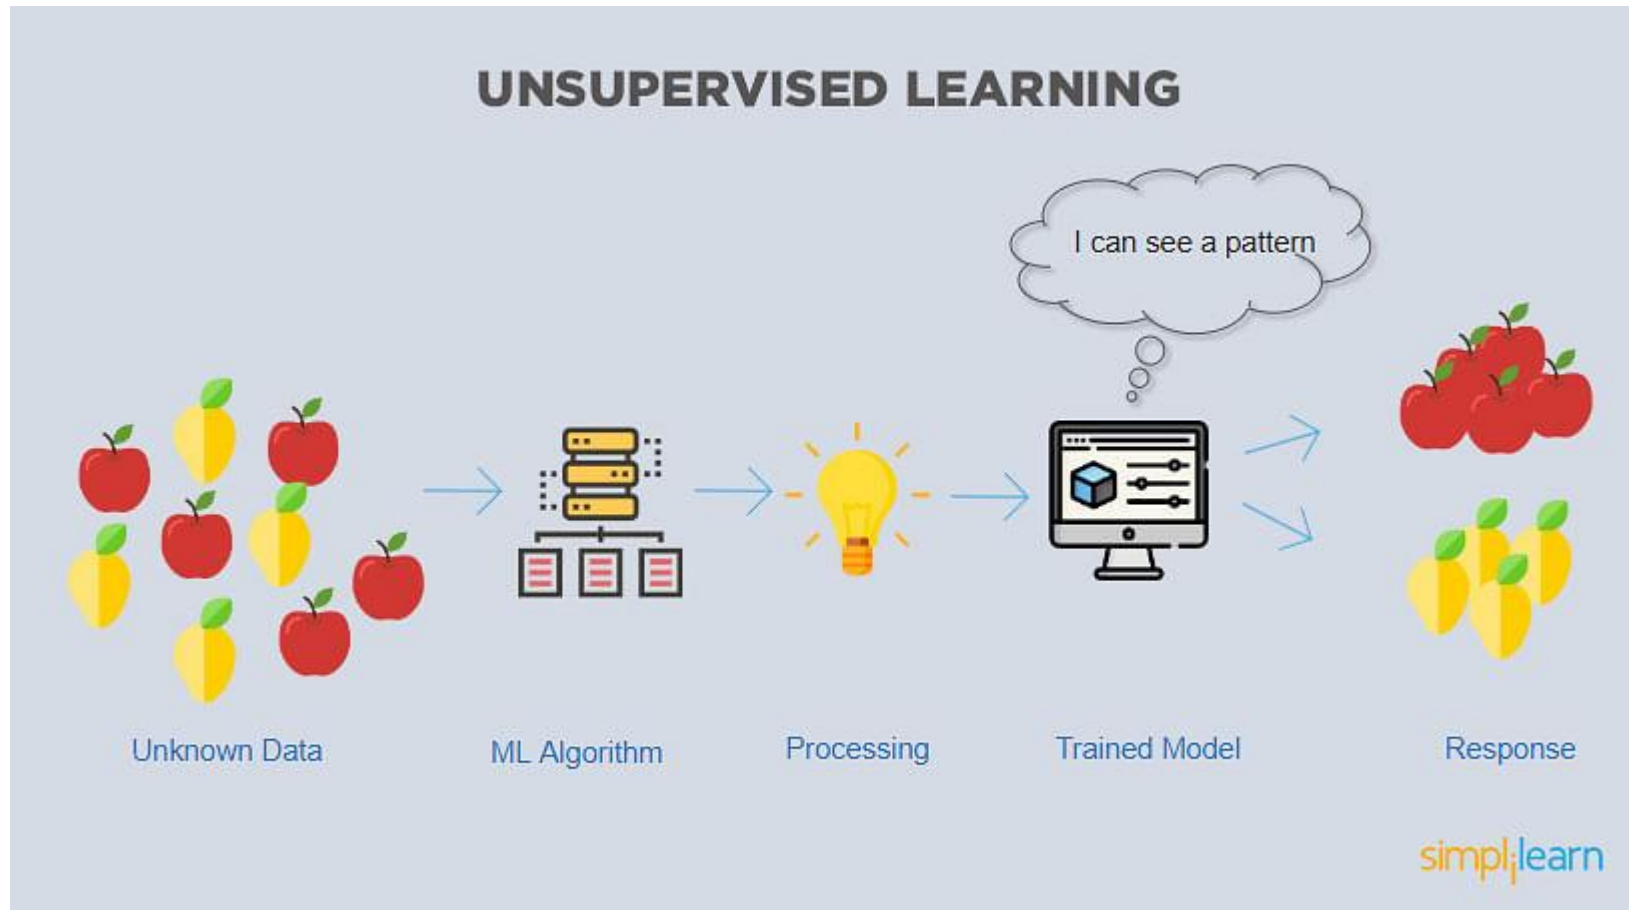 UNSUPERVISED LEARNING
I can see a pattern
Unknown Data
ML Algorithm
Processing
Trained Model
Response
simplilearn